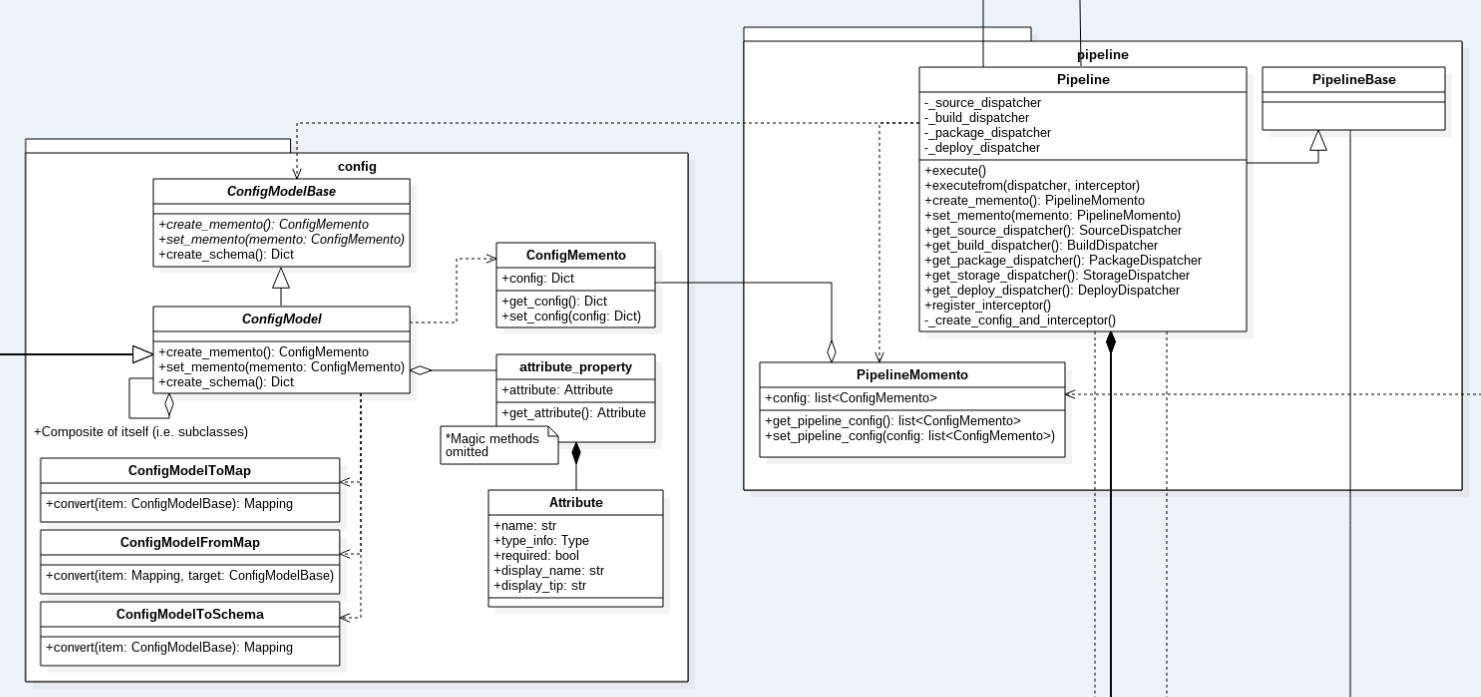 pipeline
Pipeline
-_source_dispatcher
-_build_dispatcher
-_package_dispatcher
-_deploy_dispatcher
+execute()
+executefrom(dispatcher, interceptor)
+create_memento(): PipelineMomento
+set_memento(memento: PipelineMomento)
+get_source_dispatcher(): SourceDispatcher
+get_build_dispatcher(): BuildDispatcher
+get_package_dispatcher(): PackageDispatcher
+get_storage_dispatcher(): StorageDispatcher
+get_deploy_dispatcher(): DeployDispatcher
+register_interceptor()
-_create_config_and_interceptor()
PipelineBase
PipelineMomento
+config: list<ConfigMemento>
+get_pipeline_config(): list<ConfigMemento>
+set_pipeline_config(config: list<ConfigMemento>)
config
ConfigModelBase
+create_memento(): ConfigMemento
+set_memento(memento: ConfigMemento)
+create_schema(): Dict
ConfigModel
+create_memento(): ConfigMemento
+set_memento(memento: ConfigMemento)
+create_schema(): Dict
+Composite of itself (i.e. subclasses)
ConfigMemento
+config: Dict
+get_config(): Dict
+set_config(config: Dict)
attribute_property
+attribute: Attribute
+get_attribute(): Attribute
*Magic methods
omitted
Attribute
+name: str
+type_info: Type
+required: bool
+display_name: str
+display_tip: str
ConfigModelToMap
+convert(item: ConfigModelBase): Mapping
ConfigModelFromMap
+convert(item: Mapping, target: ConfigModelBase)
ConfigModelToSchema
+convert(item: ConfigModelBase): Mapping